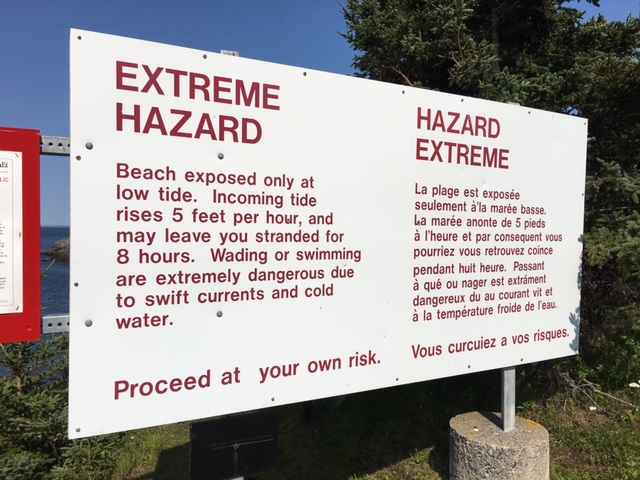 EXTREME
HAZARD
Beach exposed only at
low tide. Incoming tide
rises 5 feet per hour, and
may leave you stranded for
8 hours. Wading or swimming
are extremely dangerous due
to swift currents and cold
water.
Proceed at your own risk.
HAZARD
EXTREME
La plage est exposée
seulement à la marée basse.
La marée anonte de 5 pieds
à l'heure et par consequent vous
pourriez vous retrouvez coince
pendant huit heure. Passant
à qué ou nager est extráment
dangereux du au courant vit et
à la température froide de l'eau.
Vous curcuiez a vos risques.